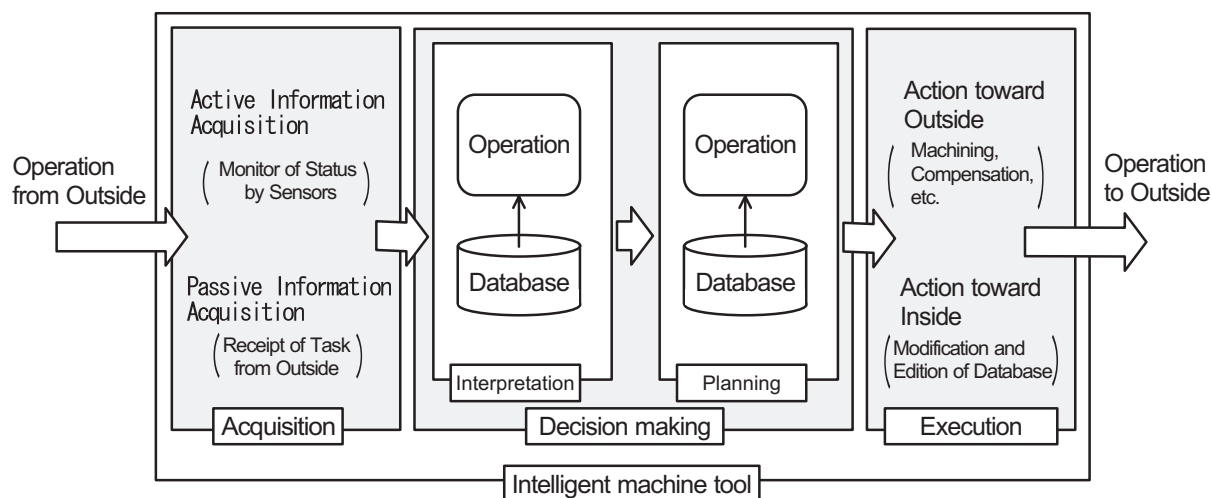 Operation
from Outside
Active Information
Acquisition
(Monitor of Status
by Sensors)
Passive Information
Acquisition
(Receipt of Task
from Outside)
Acquisition
Operation
Database
Interpretation
Operation
Database
Planning
Decision making
Action toward
Outside
(Machining,
Compensation,
etc.)
Action toward
Inside
(Modification and
Edition of Database)
Execution
Operation
to Outside
Intelligent machine tool